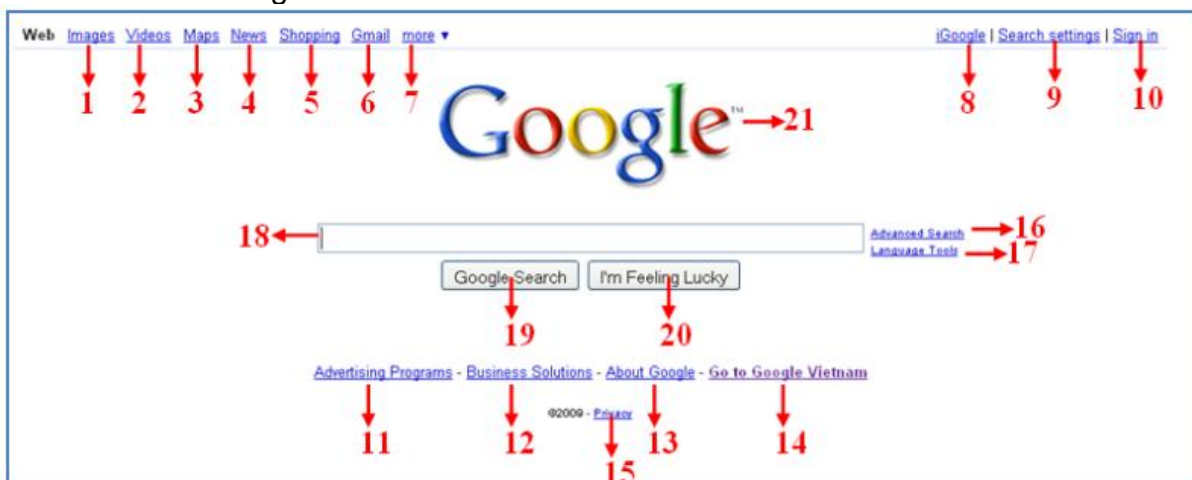 Web Images Videos Maps News Shopping Gmail more ▼ iGoogle | Search settings | Sign in
1 2 3 4 5 6 7 8 9 10
Google™ 21
18 Advanced Search 16
Language Tools 17
Google Search I'm Feeling Lucky
19 20
Advertising Programs - Business Solutions - About Google - Go to Google Vietnam
©2009 - Privacy
11 12 13 14
15